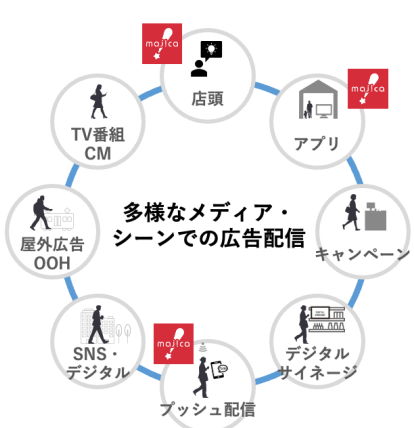 majica
店頭
majica
アプリ
キャンペーン
デジタル
サイネージ
majica
プッシュ配信
SNS・
デジタル
屋外広告
OOH
TV番組
CM
多様なメディア・
シーンでの広告配信